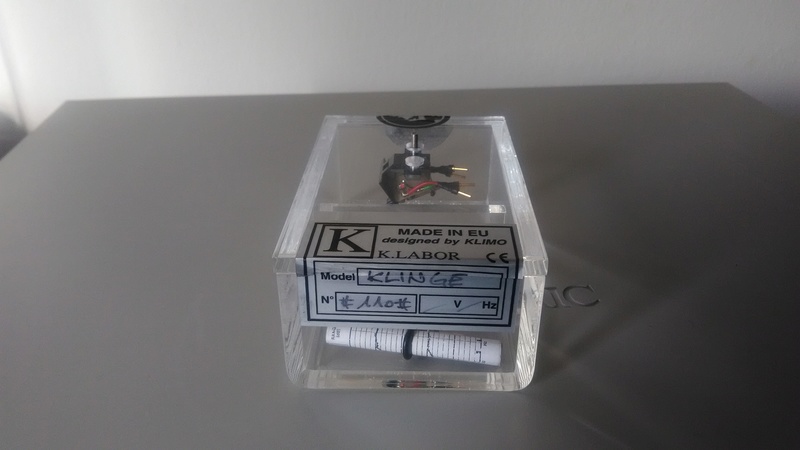 K
MADE IN EU
designed by KLIMO
K.LABOR CE
Model KLINGE
N° #110# V Hz